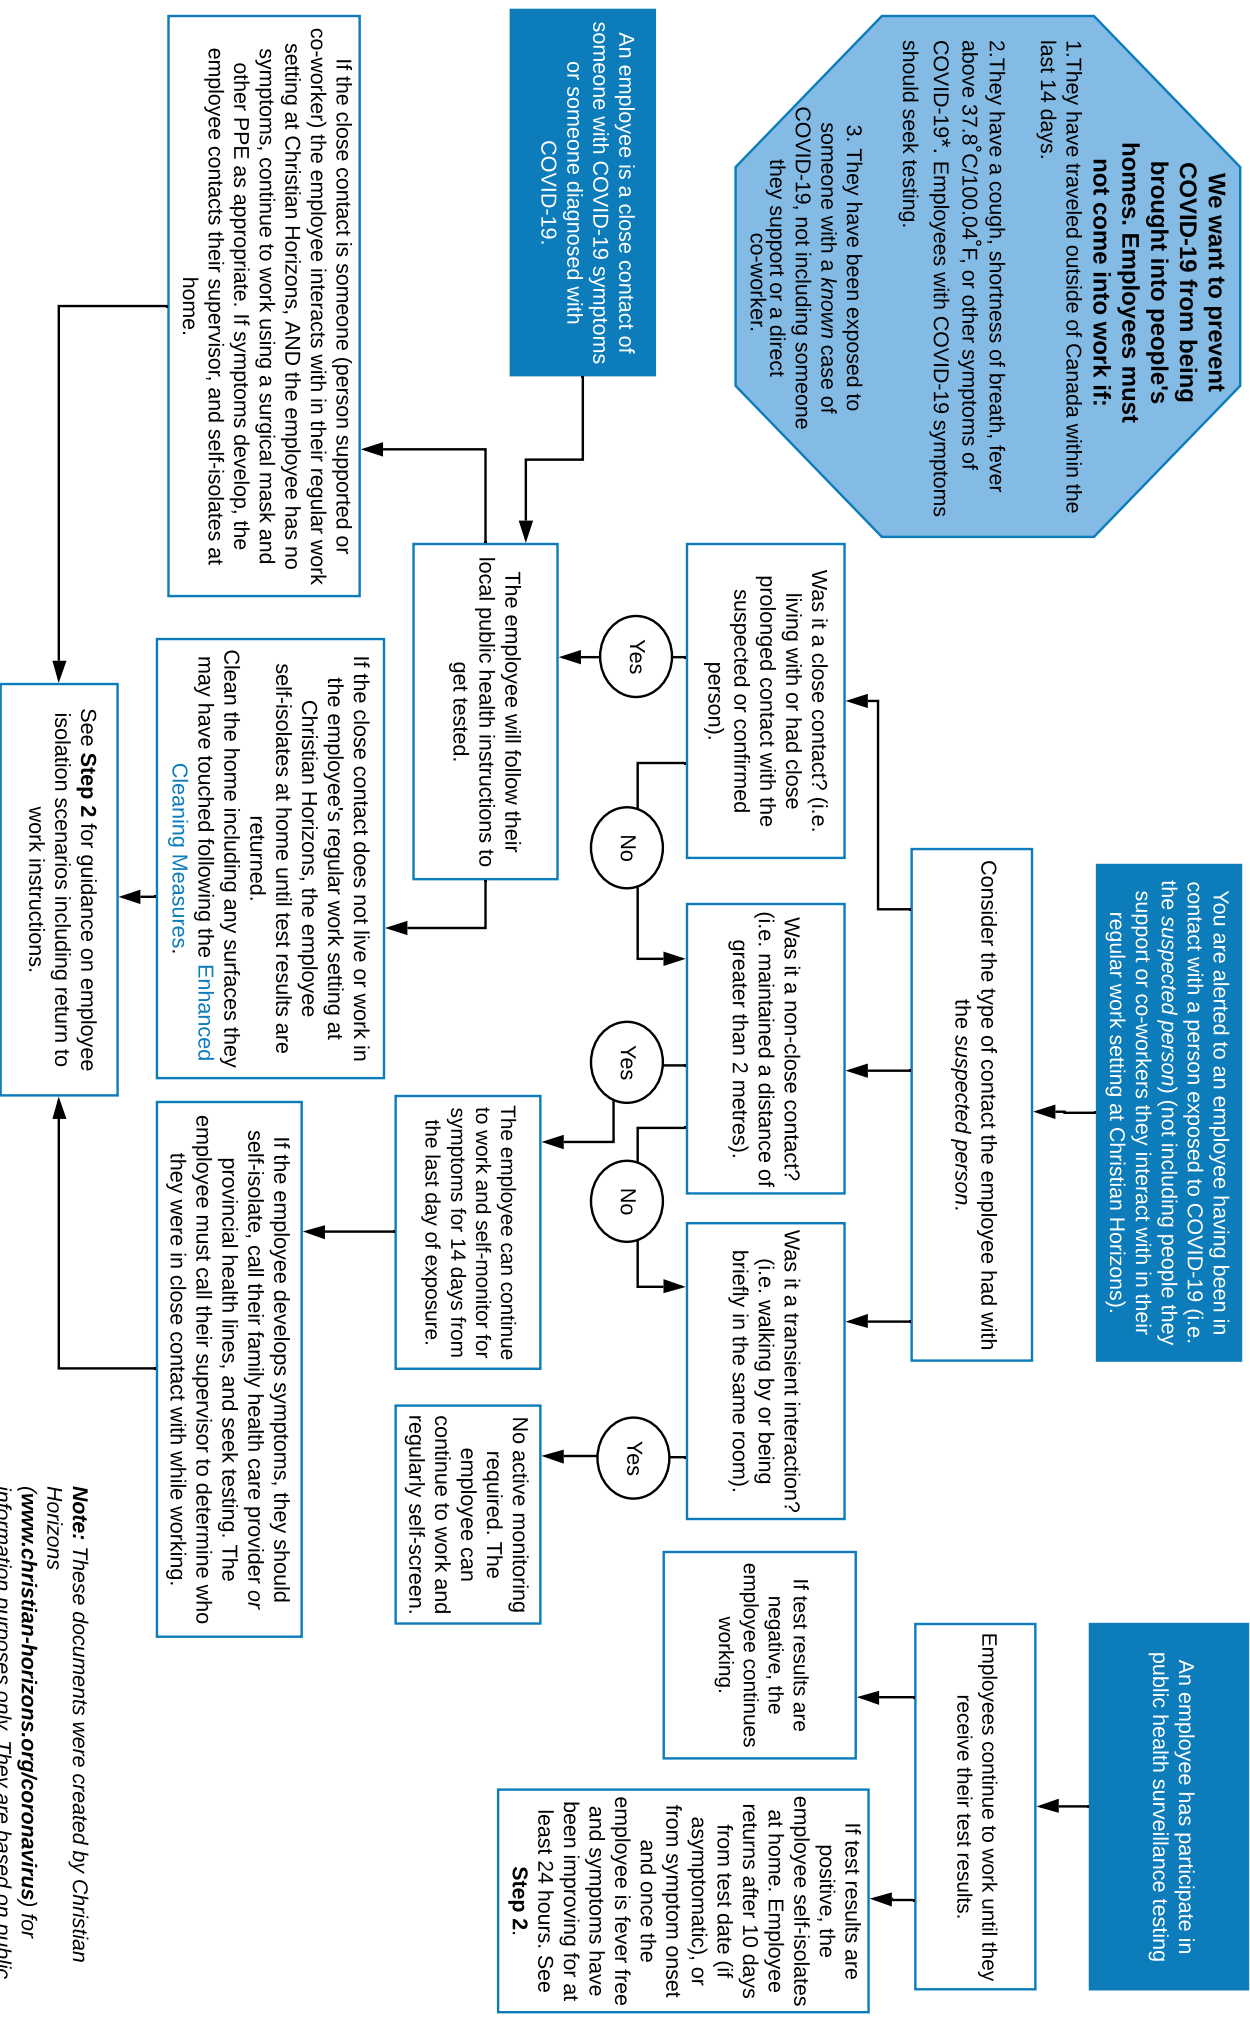 We want to prevent
COVID-19 from being
brought into people's
homes. Employees must
not come into work if:
1.They have traveled outside of Canada within the
last 14 days.
2.They have a cough, shortness of breath, fever
above 37.8°C/100.04°F, or other symptoms of
COVID-19*. Employees with COVID-19 symptoms
should seek testing.
3. They have been exposed to
someone with a known case of
COVID-19, not including someone
they support or a direct
co-worker.
You are alerted to an employee having been in
contact with a person exposed to COVID-19 (i.e.
the suspected person) (not including people they
support or co-workers they interact with in their
regular work setting at Christian Horizons).
An employee has participate in
public health surveillance testing
Consider the type of contact the employee had with
the suspected person.
Employees continue to work until they
receive their test results.
Was it a close contact? (i.e.
living with or had close
prolonged contact with the
suspected or confirmed
person).
Was it a non-close contact?
(i.e. maintained a distance of
greater than 2 metres).
Was it a transient interaction?
(i.e. walking by or being
briefly in the same room).
If test results are
negative, the
employee continues
working.
If test results are
positive, the
employee self-isolates
at home. Employee
returns after 10 days
from test date (if
asymptomatic), or
from symptom onset
and once the
employee is fever free
and symptoms have
been improving for at
least 24 hours. See
Step 2.
An employee is a close contact of
someone with COVID-19 symptoms
or someone diagnosed with
COVID-19.
Yes
No
Yes
No
Yes
The employee will follow their
local public health instructions to
get tested.
The employee can continue
to work and self-monitor for
symptoms for 14 days from
the last day of exposure.
No active monitoring
required. The
employee can
continue to work and
regularly self-screen.
If the close contact is someone (person supported or
co-worker) the employee interacts with in their regular work
setting at Christian Horizons, AND the employee has no
symptoms, continue to work using a surgical mask and
other PPE as appropriate. If symptoms develop, the
employee contacts their supervisor, and self-isolates at
home.
If the close contact does not live or work in
the employee's regular work setting at
Christian Horizons, the employee
self-isolates at home until test results are
returned.
Clean the home including any surfaces they
may have touched following the Enhanced
Cleaning Measures.
If the employee develops symptoms, they should
self-isolate, call their family health care provider or
provincial health lines, and seek testing. The
employee must call their supervisor to determine who
they were in close contact with while working.
See Step 2 for guidance on employee
isolation scenarios including return to
work instructions.
Note: These documents were created by Christian
Horizons
(www.christian-horizons.org/coronavirus) for
information purposes only. They are based on public